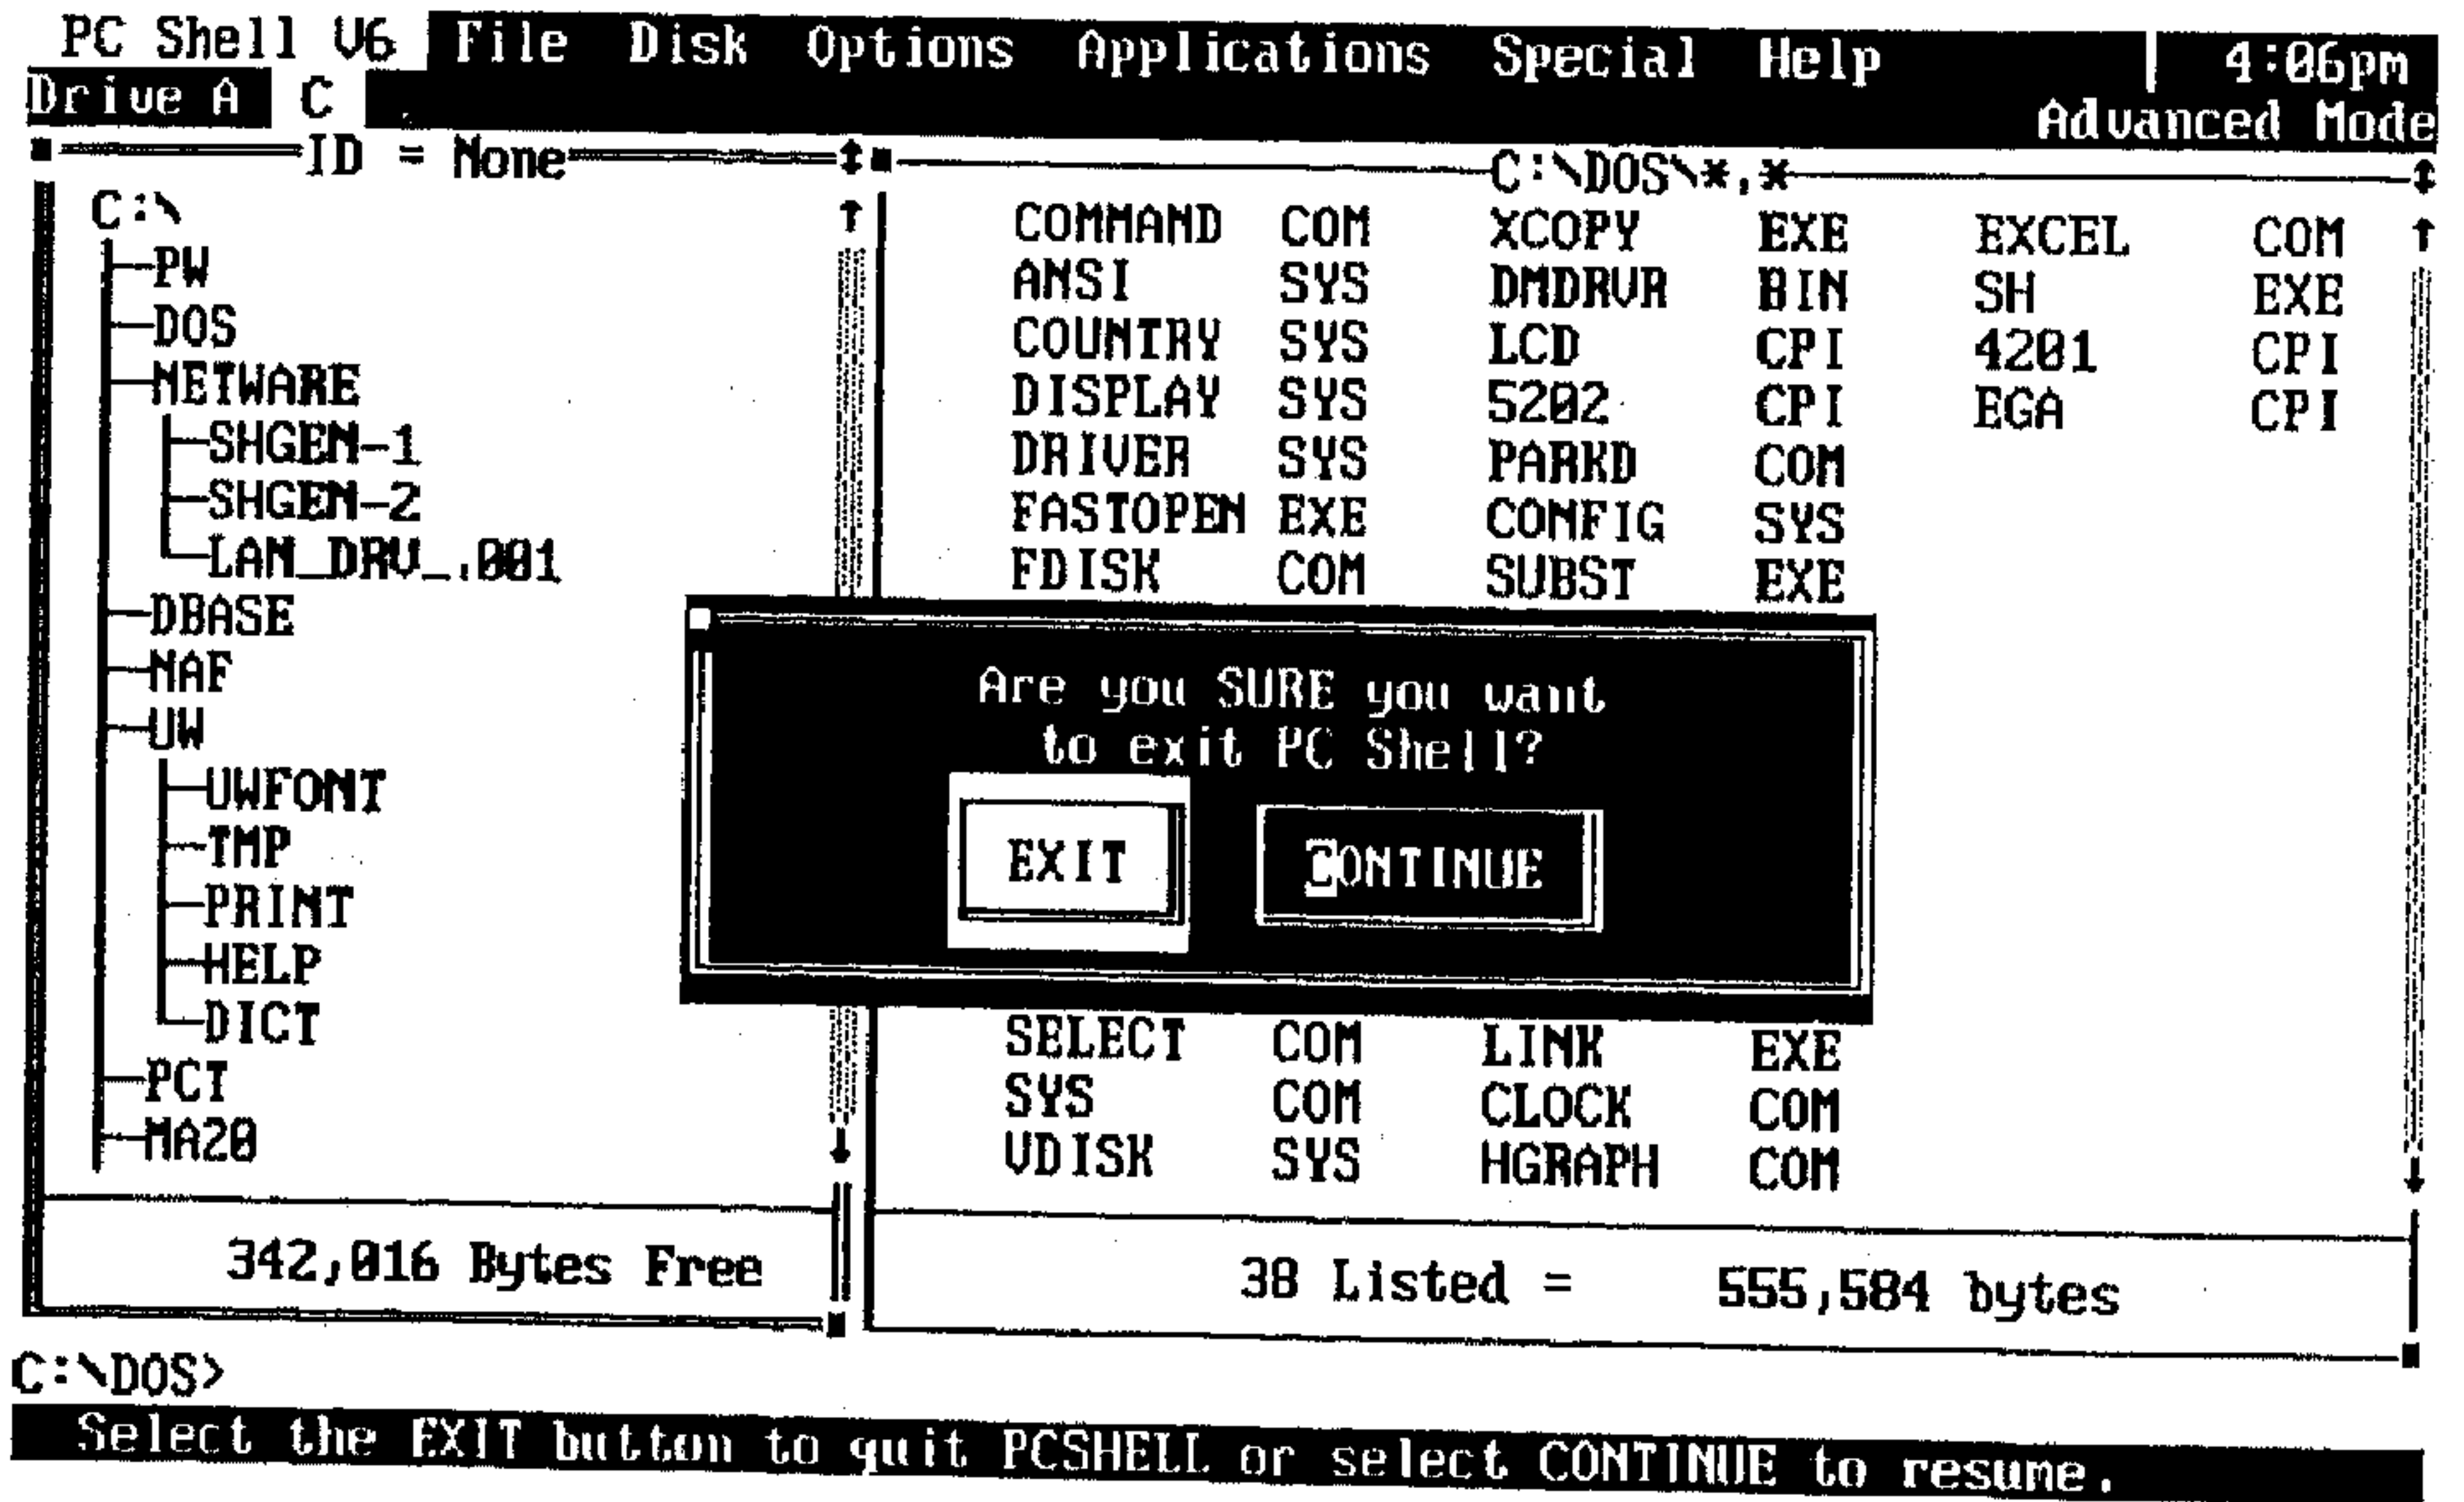 PC Shell V6 File Disk Options Applications Special Help 4:06pm
Drive A C Advanced Mode
ID = None
C:\
PW
DOS
NETWARE
SHGEN-1
SHGEN-2
LAN_DRV_.001
DBASE
NAF
UW
UWFONT
TMP
PRINT
HELP
DICT
PCT
MA20
342,016 Bytes Free
C:\DOS\*.*
COMMAND COM XCOPY EXE EXCEL COM
ANSI SYS DMDRVR BIN SH EXE
COUNTRY SYS LCD CPI 4201 CPI
DISPLAY SYS 5202 CPI EGA CPI
DRIVER SYS PARKD COM
FASTOPEN EXE CONFIG SYS
FDISK COM SUBST EXE
Are you SURE you want
to exit PC Shell?
EXIT CONTINUE
SELECT COM LINK EXE
SYS COM CLOCK COM
VDISK SYS HGRAPH COM
38 Listed = 555,584 bytes
C:\DOS>
Select the EXIT button to quit PCSHELL or select CONTINUE to resume.